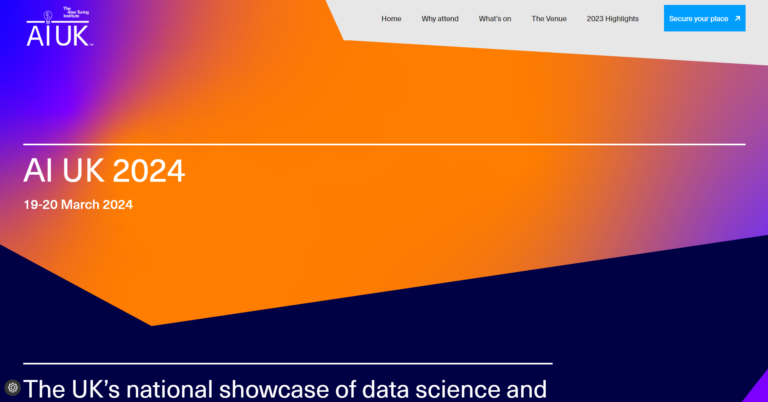 The
Alan Turing
Institute
AI UK
Home
Why attend
What's on
The Venue
2023 Highlights
Secure your place
AI UK 2024
19-20 March 2024
The UK's national showcase of data science and